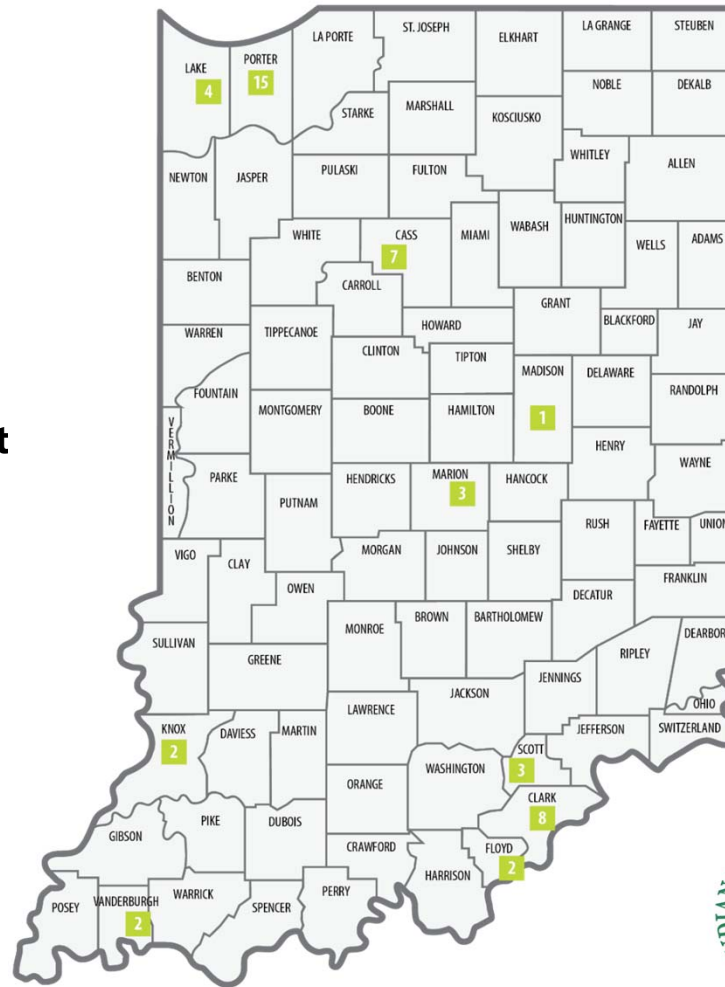 LA PORTE
ST. JOSEPH
ELKHART
LA GRANGE
STEUBEN
LAKE
4
PORTER
15
NOBLE
DEKALB
STARKE
MARSHALL
KOSCIUSKO
WHITLEY
ALLEN
NEWTON
JASPER
PULASKI
FULTON
WHITE
CASS
7
MIAMI
WABASH
HUNTINGTON
WELLS
ADAMS
BENTON
CARROLL
GRANT
BLACKFORD
JAY
WARREN
TIPPECANOE
HOWARD
CLINTON
TIPTON
MADISON
1
DELAWARE
RANDOLPH
FOUNTAIN
MONTGOMERY
BOONE
HAMILTON
t
VERMILLION
HENRY
WAYNE
PARKE
PUTNAM
HENDRICKS
MARION
3
HANCOCK
RUSH
FAYETTE
UNION
VIGO
CLAY
MORGAN
JOHNSON
SHELBY
FRANKLIN
OWEN
DECATUR
SULLIVAN
GREENE
MONROE
BROWN
BARTHOLOMEW
RIPLEY
DEARBOR
JENNINGS
JACKSON
OHIO
KNOX
2
DAVIESS
MARTIN
LAWRENCE
JEFFERSON
SWITZERLAND
WASHINGTON
SCOTT
3
ORANGE
CLARK
8
GIBSON
PIKE
DUBOIS
CRAWFORD
FLOYD
2
HARRISON
POSEY
VANDERBURGH
2
WARRICK
SPENCER
PERRY
DIAN